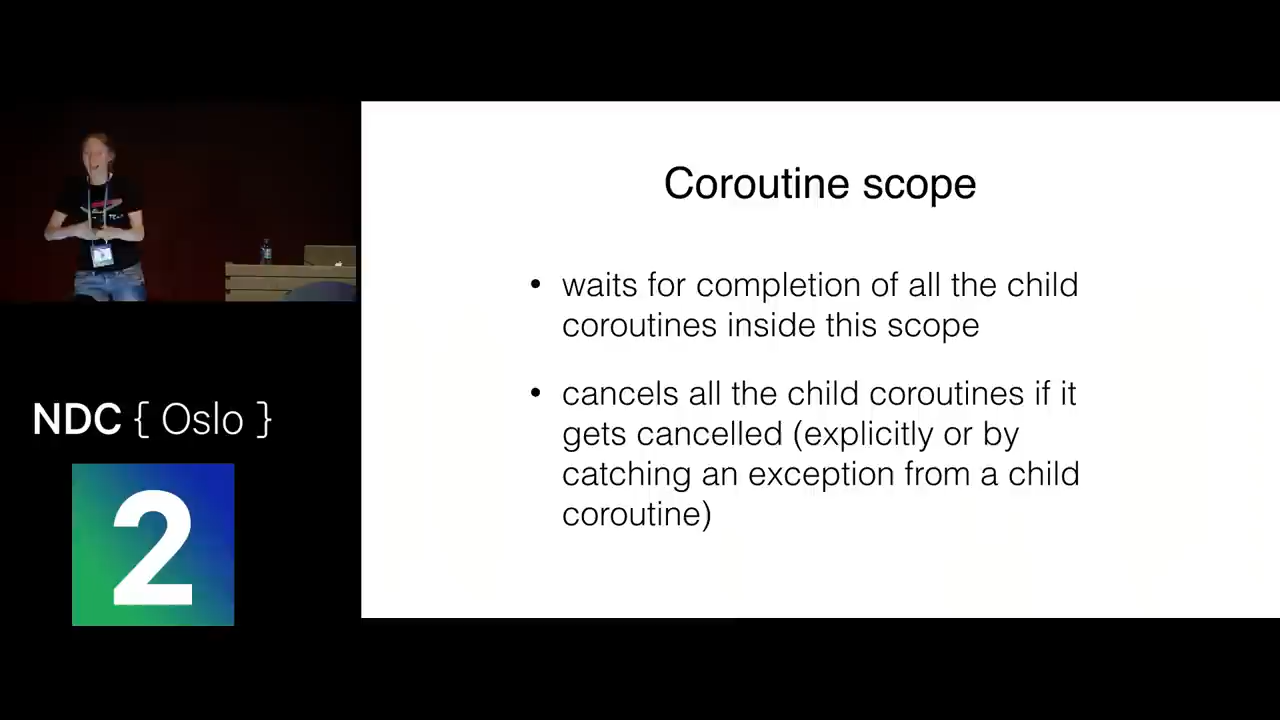 Coroutine scope
• waits for completion of all the child
coroutines inside this scope
• cancels all the child coroutines if it
gets cancelled (explicitly or by
catching an exception from a child
coroutine)
NDC { Oslo }
2